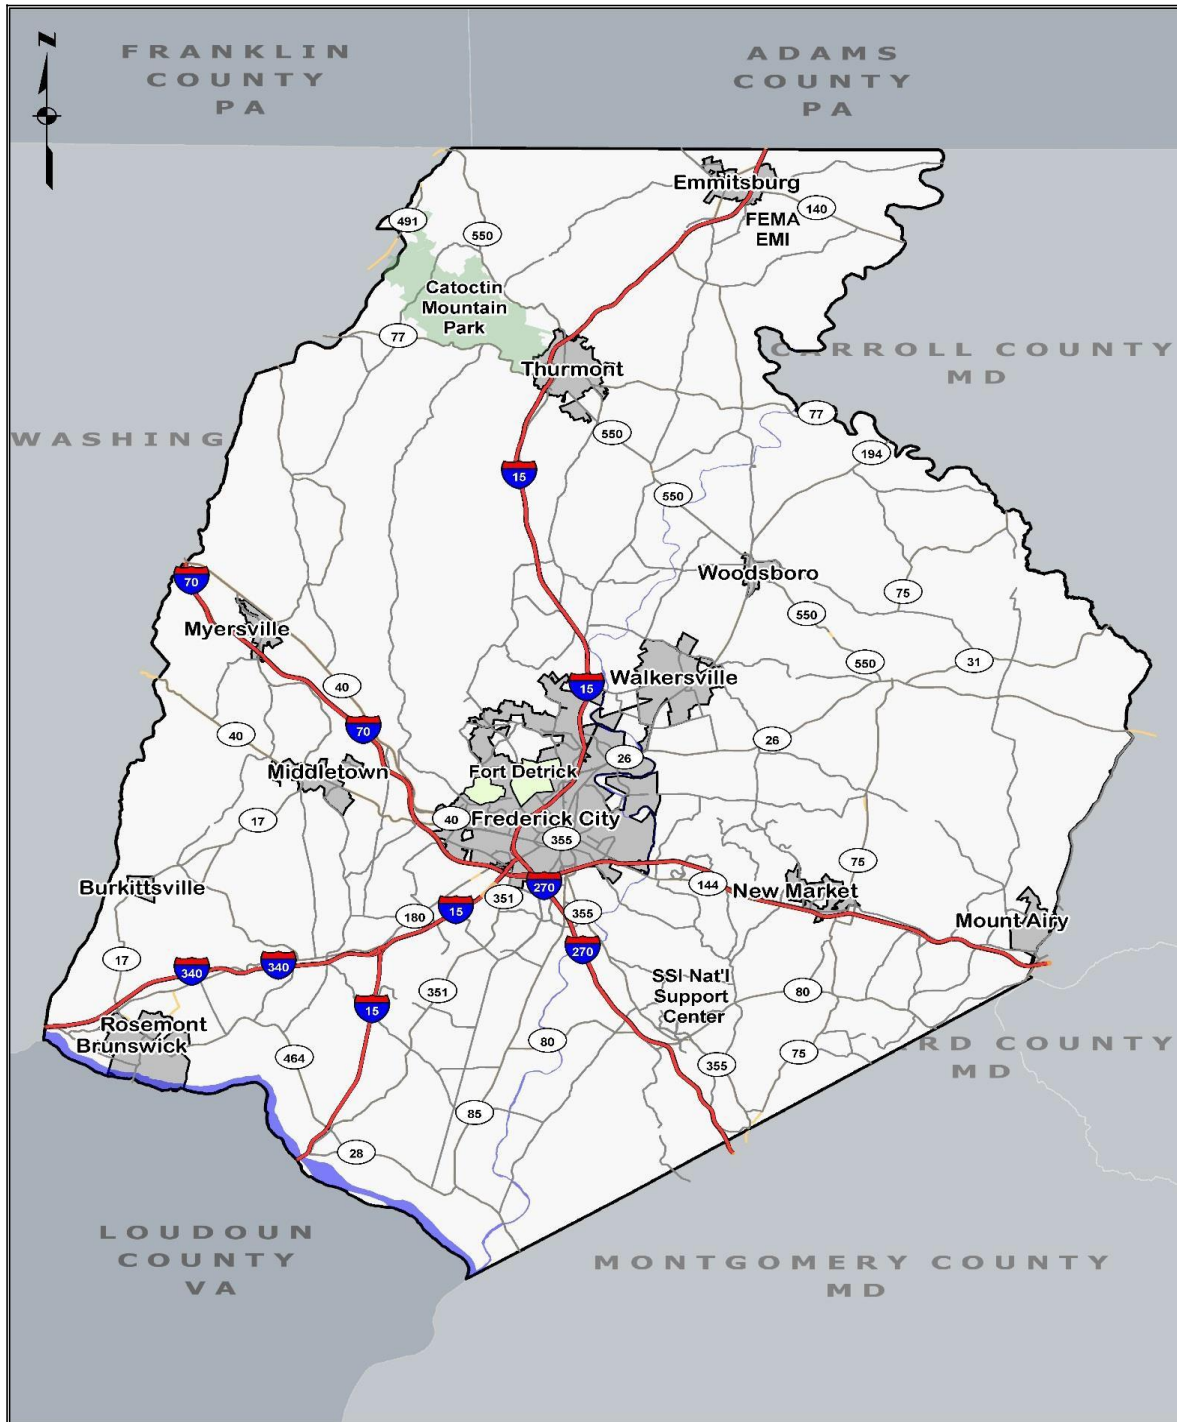 N
FRANKLIN
COUNTY
PA
ADAMS
COUNTY
PA
Emmitsburg
FEMA
EMI
140
491
550
Catoctin
Mountain
Park
77
CARROLL COUNTY
MD
Thurmont
77
550
WASHING
194
15
550
Woodsboro
70
75
550
Myersville
550
31
Walkersville
15
40
70
40
26
26
Middletown
Fort Detrick
17
40
Frederick City
355
75
Burkittsville
270
144
New Market
351
15
180
355
Mount Airy
17
340
340
270
SSI Nat'l
Support
Center
351
80
15
Rosemont
Brunswick
80
75
RD COUNTY
MD
464
355
85
28
LOUDOUN
COUNTY
VA
MONTGOMERY COUNTY
MD